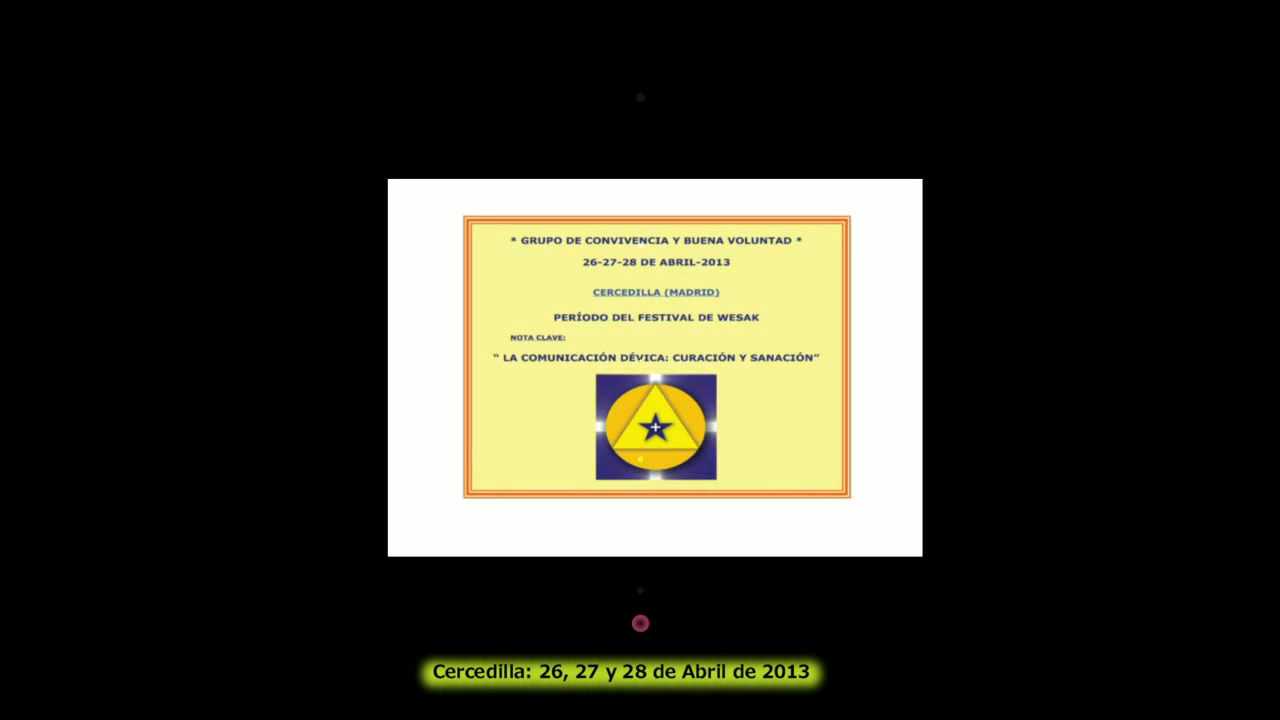 * GRUPO DE CONVIVENCIA Y BUENA VOLUNTAD *
26-27-28 DE ABRIL-2013
CERCEDILLA (MADRID)
PERÍODO DEL FESTIVAL DE WESAK
NOTA CLAVE:
“ LA COMUNICACIÓN DÉVICA: CURACIÓN Y SANACIÓN”
Cercedilla: 26, 27 y 28 de Abril de 2013